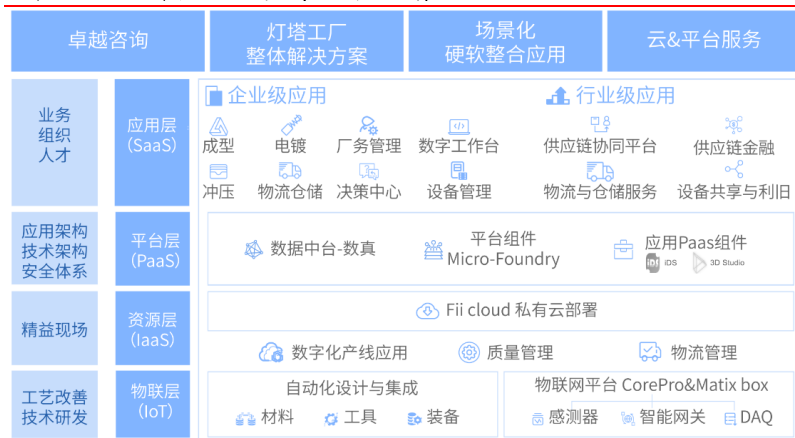 卓越咨询
灯塔工厂
整体解决方案
场景化
硬软整合应用
云&平台服务
业务
组织
人才
应用层
（SaaS）
企业级应用
行业级应用
成型
电镀
厂务管理
数字工作台
供应链协同平台
供应链金融
冲压
物流仓储
决策中心
设备管理
物流与仓储服务
设备共享与利旧
应用架构
技术架构
安全体系
平台层
（PaaS）
数据中台-数真
平台组件
Micro-Foundry
应用Paas组件
iDS
iDS
3D Studio
精益现场
资源层
（IaaS）
Fii cloud 私有云部署
数字化产线应用
质量管理
物流管理
工艺改善
技术研发
物联层
（IoT）
自动化设计与集成
材料
工具
装备
物联网平台 CorePro&Matix box
感测器
智能网关
DAQ